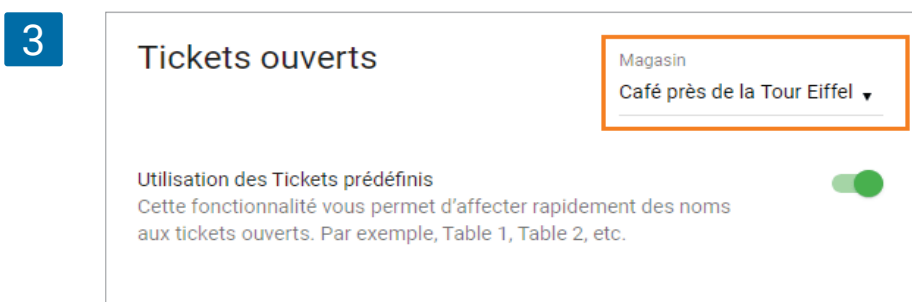 3
Tickets ouverts
Magasin
Café près de la Tour Eiffel
Utilisation des Tickets prédéfinis
Cette fonctionnalité vous permet d'affecter rapidement des noms
aux tickets ouverts. Par exemple, Table 1, Table 2, etc.